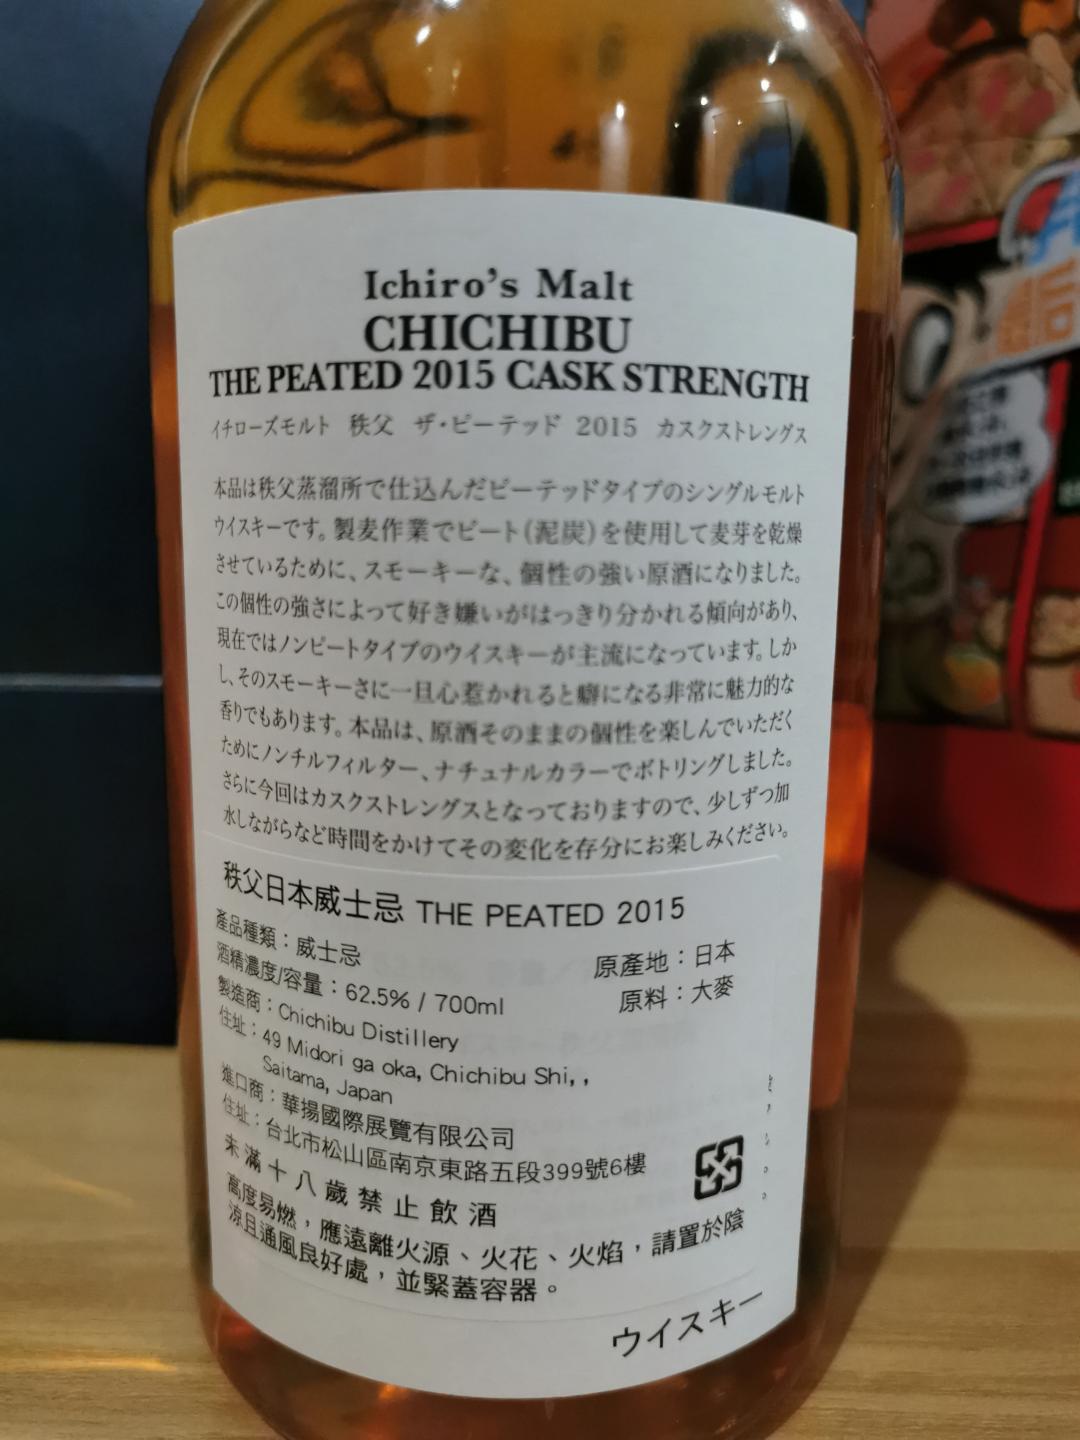 Ichiro's Malt
CHICHIBU
THE PEATED 2015 CASK STRENGTH
イチローズモルト 秩父 ザ・ピーテッド 2015 カスクストレングス
本品は秩父蒸溜所で仕込んだピーテッドタイプのシングルモルト
ウイスキーです。製麦作業でピート(泥炭)を使用して麦芽を乾燥
させているために、スモーキーな、個性の強い原酒になりました。
この個性の強さによって好き嫌いがはっきり分かれる傾向があり、
現在ではノンピートタイプのウイスキーが主流になっています。しか
し、そのスモーキーさに一旦心惹かれると癖になる非常に魅力的な
香りでもあります。本品は、原酒そのままの個性を楽しんでいただく
ためにノンチルフィルター、ナチュナルカラーでボトリングしました。
さらに今回はカスクストレングスとなっておりますので、少しずつ加
水しながらなど時間をかけてその変化を存分にお楽しみください。
秩父日本威士忌 THE PEATED 2015
產品種類：威士忌
原產地：日本
酒精濃度/容量：62.5% / 700ml
原料：大麥
製造商：Chichibu Distillery
住址：49 Midori ga oka, Chichibu Shi, ,
Saitama, Japan
進口商：華揚國際展覽有限公司
住址：台北市松山區南京東路五段399號6樓
未滿十八歲禁止飲酒
高度易燃，應遠離火源、火花、火焰，請置於陰
涼且通風良好處，並緊蓋容器。
ウイスキー